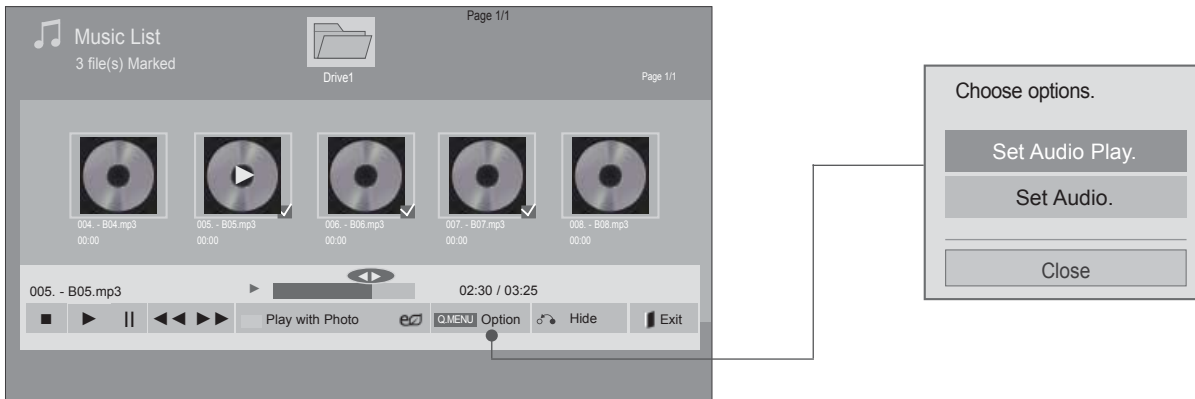 Page 1/1
Music List
3 file(s) Marked
Drive1
Page 1/1
004. - B04.mp3
00:00
005. - B05.mp3
00:00
006. - B06.mp3
00:00
007. - B07.mp3
00:00
008. - B08.mp3
00:00
005. - B05.mp3
02:30 / 03:25
Play with Photo
Q.MENU Option
Hide
Exit
Choose options.
Set Audio Play.
Set Audio.
Close